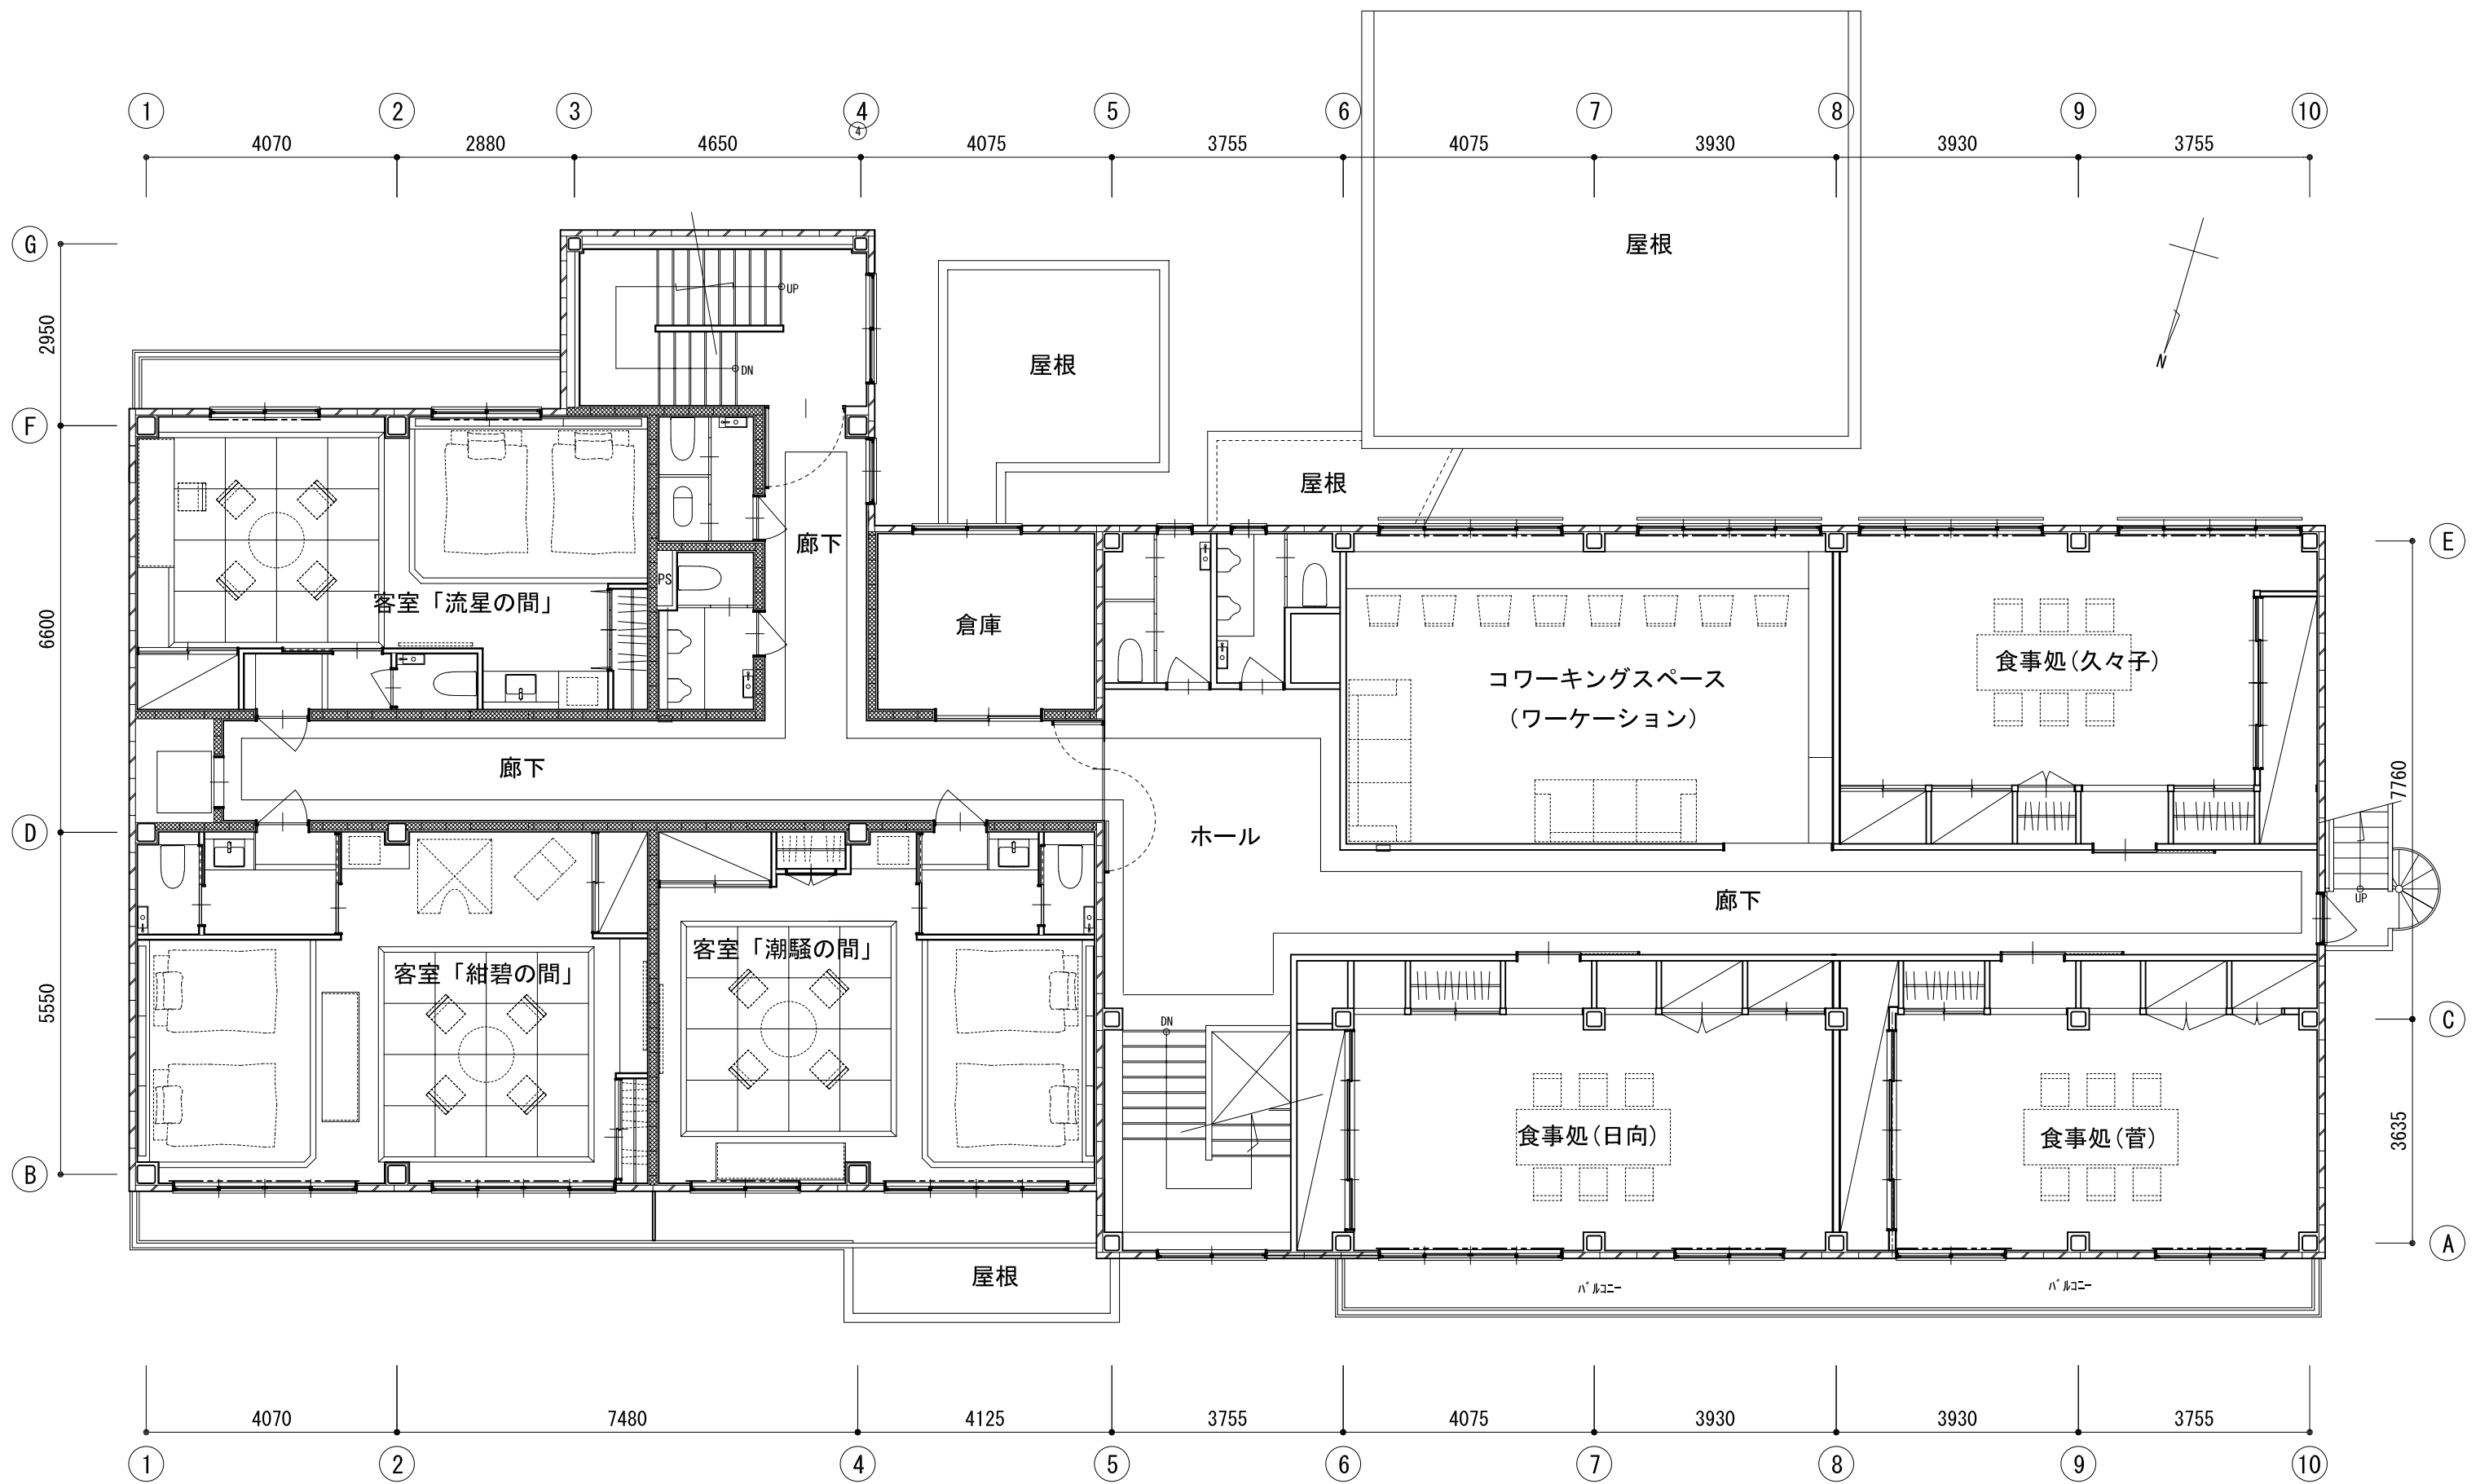 1 2 3 4 5 6 7 8 9 10
4
4070 2880 4650 4075 3755 4075 3930 3930 3755
屋根
G
2950
UP
屋根
DN
N
F
屋根
E
廊下
PS
客室「流星の間」
6600
倉庫
食事処(久々子)
コワーキングスペース
(ワーケーション)
廊下
7760
D
ホール
UP
廊下
客室「潮騒の間」
客室「紺碧の間」
5550
DN
C
食事処(日向)
食事処(菅)
3635
B
A
屋根
バルコニー
バルコニー
4070 7480 4125 3755 4075 3930 3930 3755
1 2 4 5 6 7 8 9 10